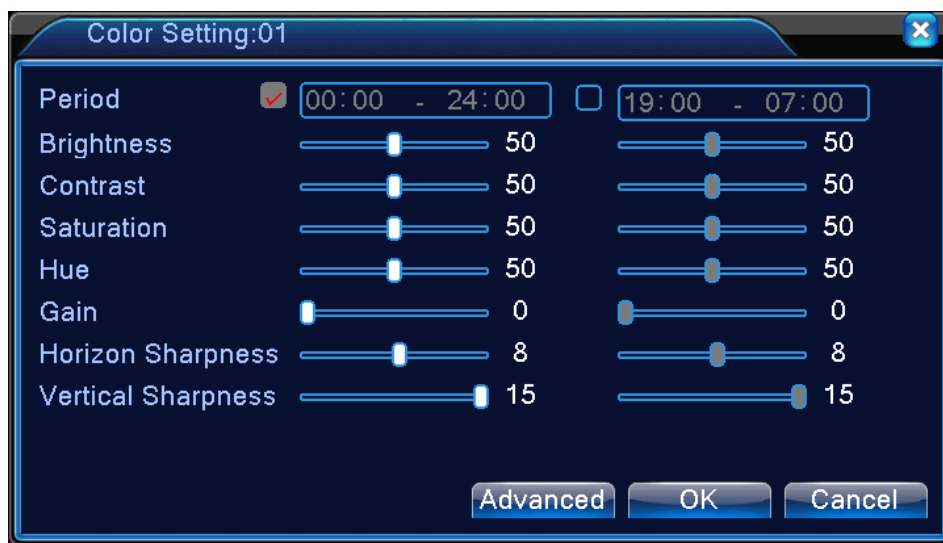 Color Setting:01
Period 00:00 - 24:00 19:00 - 07:00
Brightness 50 50
Contrast 50 50
Saturation 50 50
Hue 50 50
Gain 0 0
Horizon Sharpness 8 8
Vertical Sharpness 15 15
Advanced OK Cancel